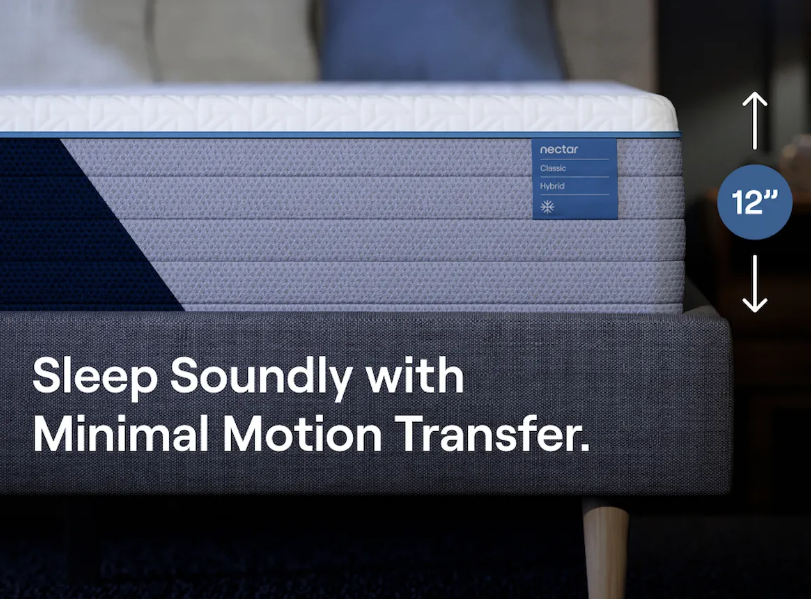 nectar
Classic
Hybrid
12”
Sleep Soundly with
Minimal Motion Transfer.